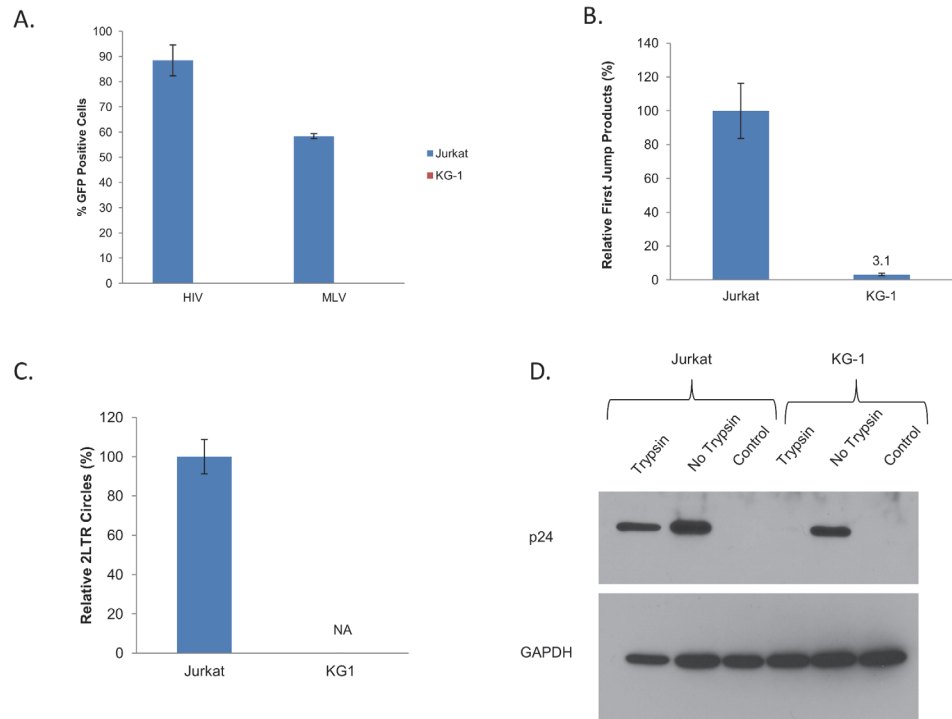 A.
% GFP Positive Cells
100
90
80
70
60
50
40
30
20
10
0
HIV
MLV
Jurkat
KG-1
B.
Relative First Jump Products (%)
140
120
100
80
60
40
20
0
3.1
Jurkat
KG-1
C.
Relative 2LTR Circles (%)
120
100
80
60
40
20
0
NA
Jurkat
KG1
D.
Jurkat
KG-1
Trypsin
No Trypsin
Control
Trypsin
No Trypsin
Control
p24
GAPDH